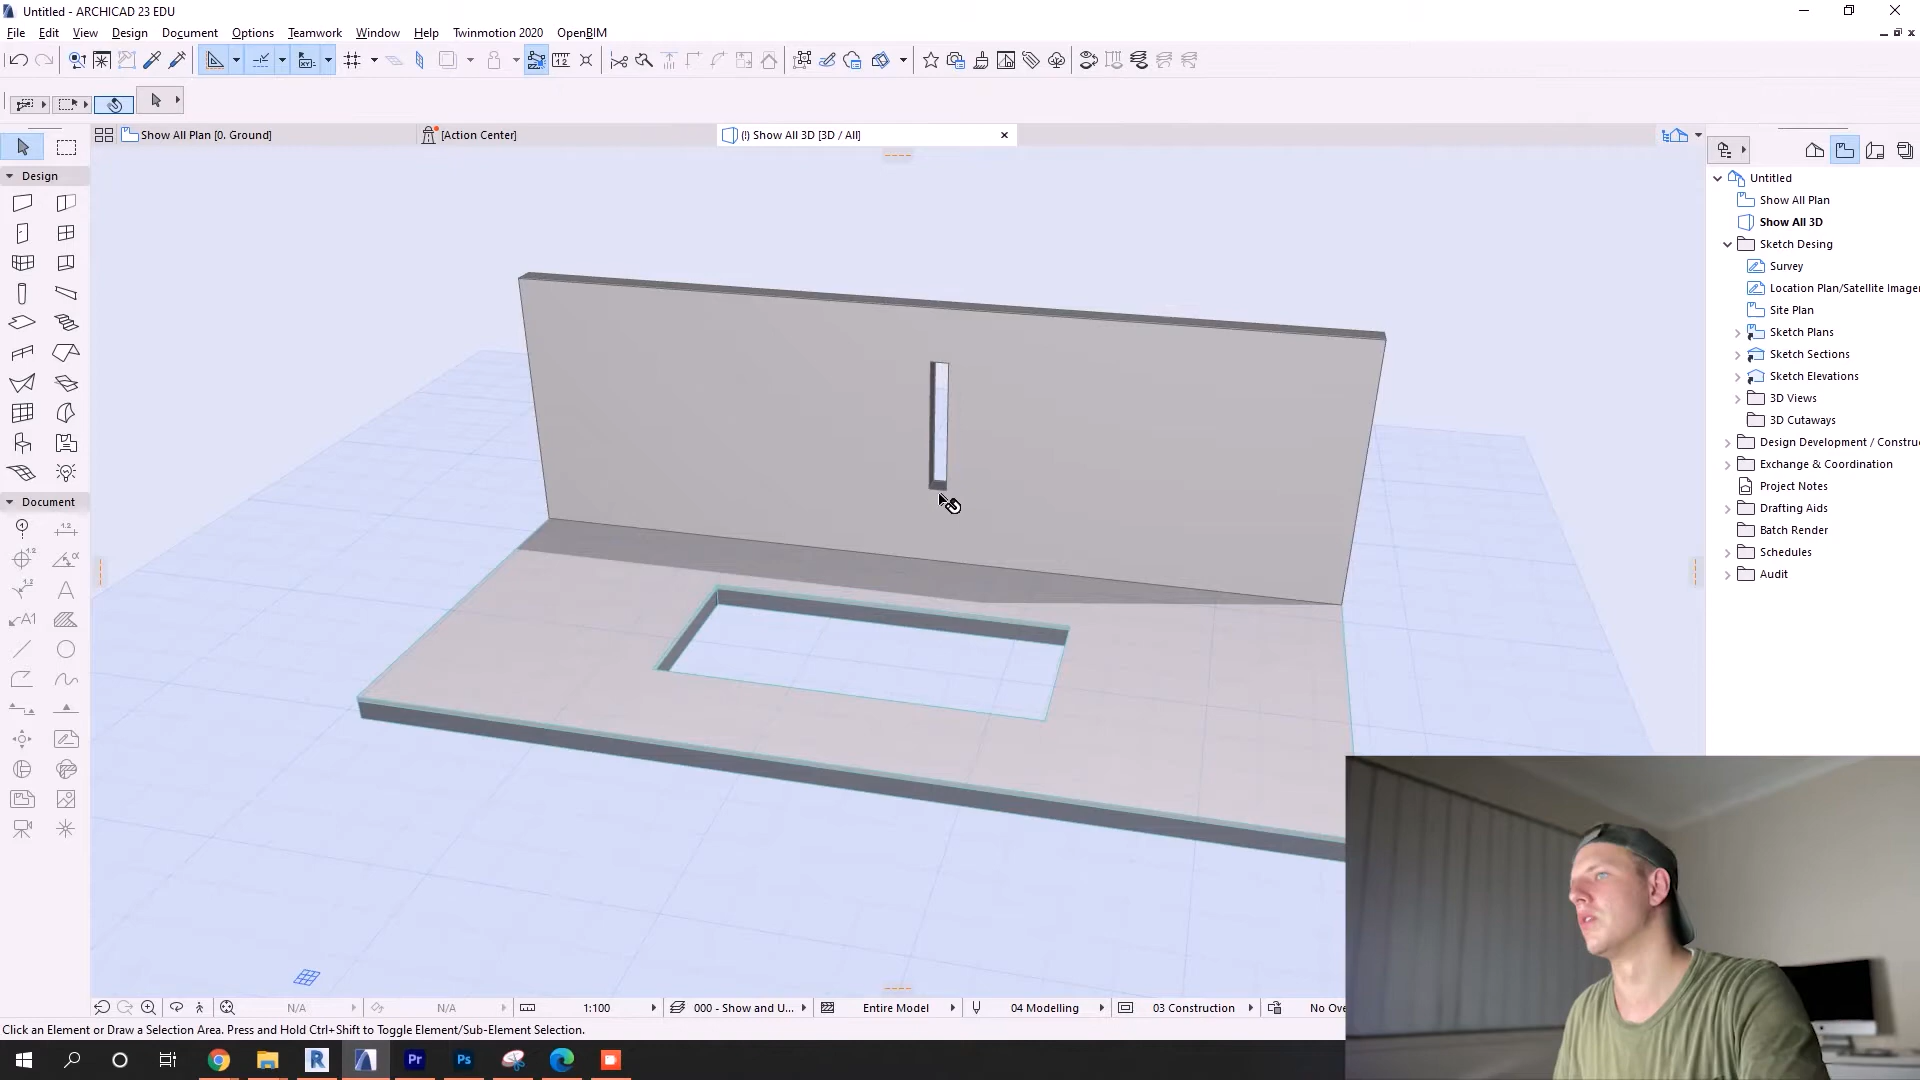 Untitled - ARCHICAD 23 EDU
File Edit View Design Document Options Teamwork Window Help Twinmotion 2020 OpenBIM
Show All Plan [0. Ground]
[Action Center]
(!) Show All 3D [3D / All]
Design
Document
Untitled
Show All Plan
Show All 3D
Sketch Desing
Survey
Location Plan/Satellite Imager
Site Plan
Sketch Plans
Sketch Sections
Sketch Elevations
3D Views
3D Cutaways
Design Development / Constru
Exchange & Coordination
Project Notes
Drafting Aids
Batch Render
Schedules
Audit
N/A
N/A
1:100
000 - Show and U...
Entire Model
04 Modelling
03 Construction
No Ove
Click an Element or Draw a Selection Area. Press and Hold Ctrl+Shift to Toggle Element/Sub-Element Selection.
R
Pr
Ps